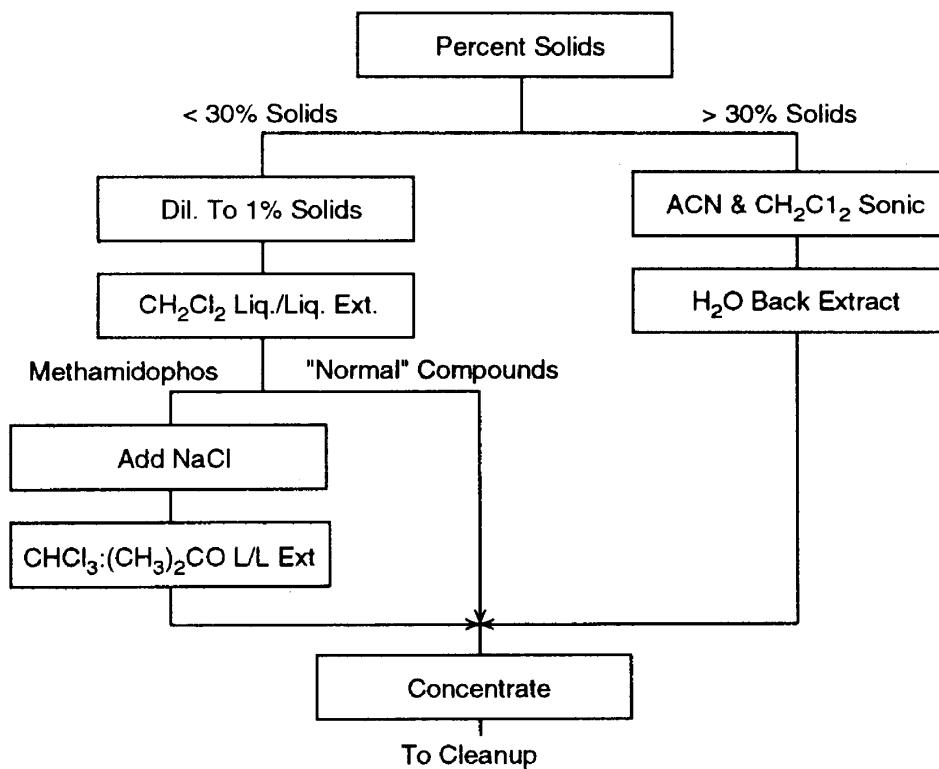 Percent Solids
< 30% Solids
> 30% Solids
Dil. To 1% Solids
ACN & CH₂C1₂ Sonic
CH₂Cl₂ Liq./Liq. Ext.
H₂O Back Extract
Methamidophos
"Normal" Compounds
Add NaCl
CHCl₃:(CH₃)₂CO L/L Ext
Concentrate
To Cleanup